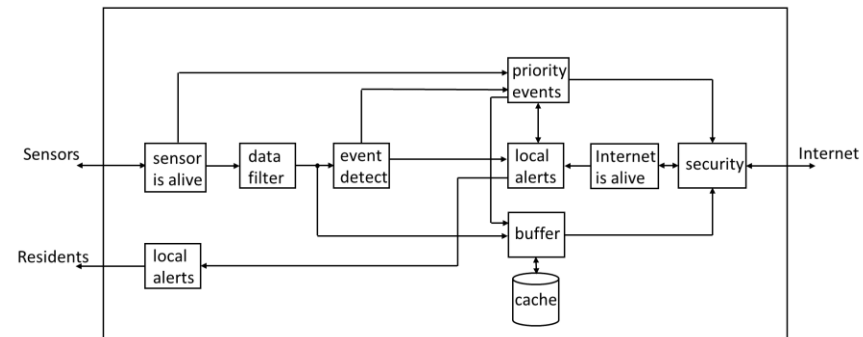 priority
events
Sensors
sensor
is alive
data
filter
event
detect
local
alerts
Internet
is alive
security
Internet
Residents
local
alerts
buffer
cache